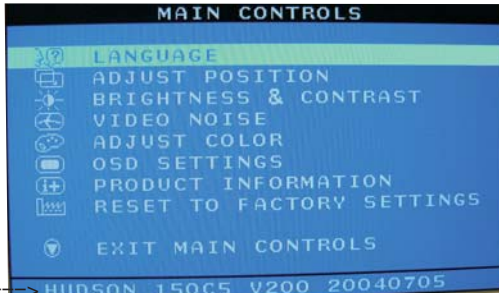 MAIN CONTROLS
LANGUAGE
ADJUST POSITION
BRIGHTNESS & CONTRAST
VIDEO NOISE
ADJUST COLOR
OSD SETTINGS
PRODUCT INFORMATION
RESET TO FACTORY SETTINGS
EXIT MAIN CONTROLS
HUDSON 150C5 V200 20040705